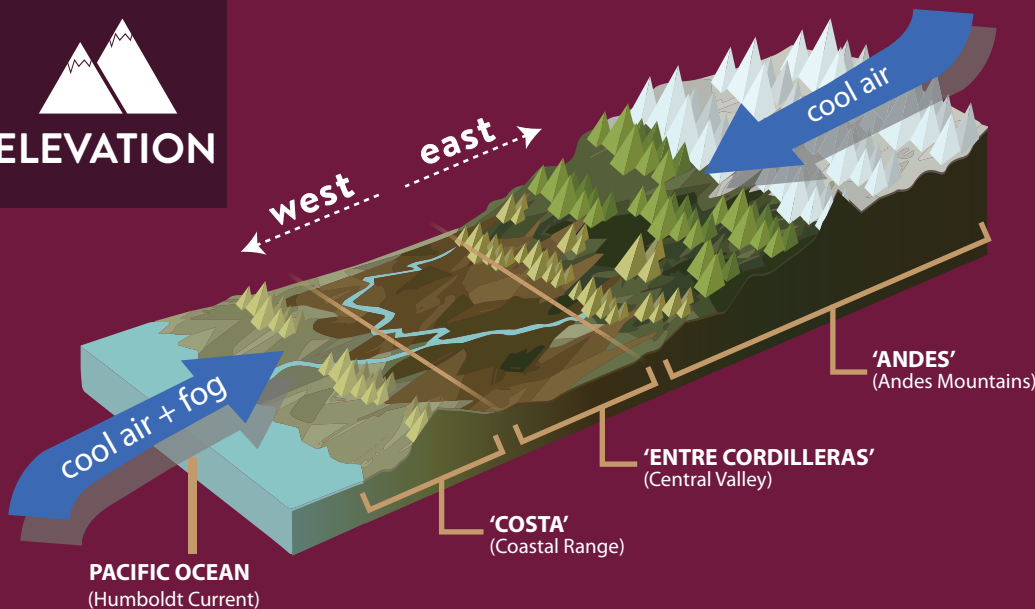 ELEVATION
west
east
cool air
cool air + fog
'ANDES'
(Andes Mountains)
'ENTRE CORDILLERAS'
(Central Valley)
'COSTA'
(Coastal Range)
PACIFIC OCEAN
(Humboldt Current)